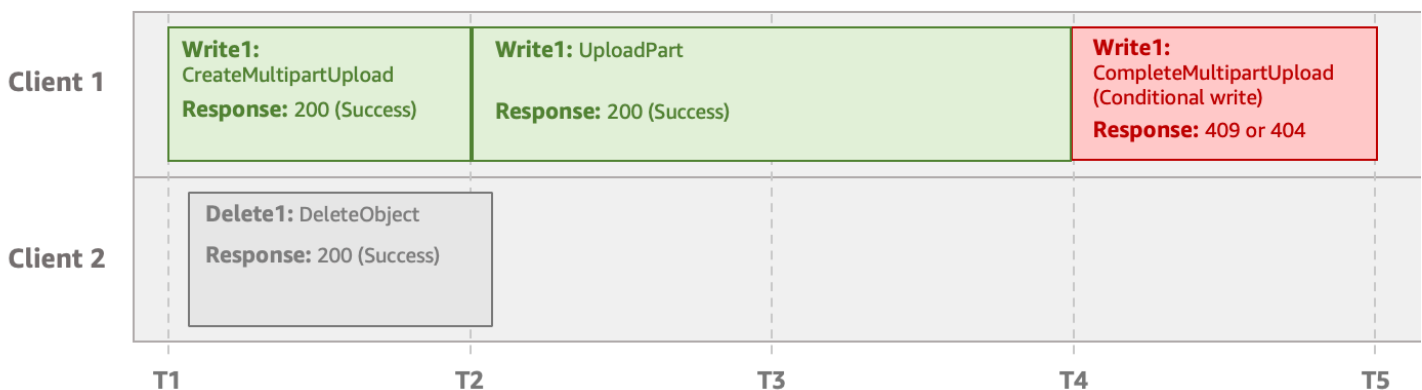 Client 1
Write1:
CreateMultipartUpload
Response: 200 (Success)
Write1: UploadPart
Response: 200 (Success)
Write1:
CompleteMultipartUpload
(Conditional write)
Response: 409 or 404
Client 2
Delete1: DeleteObject
Response: 200 (Success)
T1
T2
T3
T4
T5